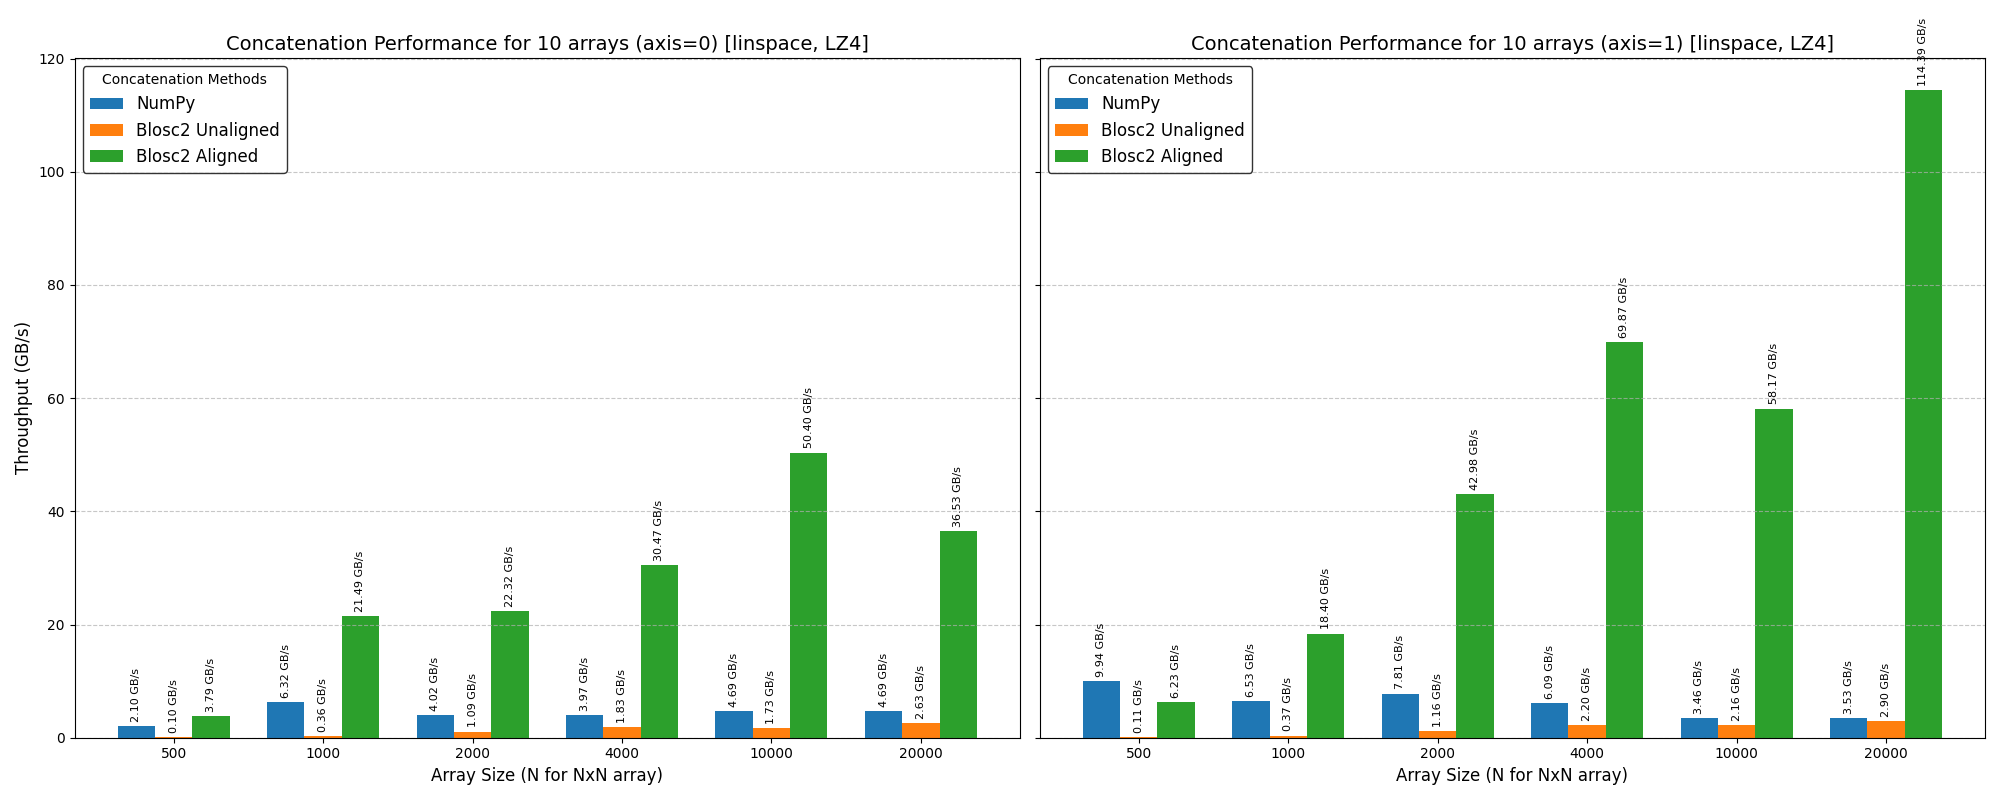 Concatenation Performance for 10 arrays (axis=0) [linspace, LZ4]
Throughput (GB/s)
120
100
80
60
40
20
0
Concatenation Methods
NumPy
Blosc2 Unaligned
Blosc2 Aligned
2.10 GB/s
0.10 GB/s
3.79 GB/s
6.32 GB/s
0.36 GB/s
21.49 GB/s
4.02 GB/s
1.09 GB/s
22.32 GB/s
3.97 GB/s
1.83 GB/s
30.47 GB/s
4.69 GB/s
1.73 GB/s
50.40 GB/s
4.69 GB/s
2.63 GB/s
36.53 GB/s
500 1000 2000 4000 10000 20000
Array Size (N for NxN array)
Concatenation Performance for 10 arrays (axis=1) [linspace, LZ4]
Concatenation Methods
NumPy
Blosc2 Unaligned
Blosc2 Aligned
9.94 GB/s
0.11 GB/s
6.23 GB/s
6.53 GB/s
0.37 GB/s
18.40 GB/s
7.81 GB/s
1.16 GB/s
42.98 GB/s
6.09 GB/s
2.20 GB/s
69.87 GB/s
3.46 GB/s
2.16 GB/s
58.17 GB/s
3.53 GB/s
2.90 GB/s
114.39 GB/s
500 1000 2000 4000 10000 20000
Array Size (N for NxN array)